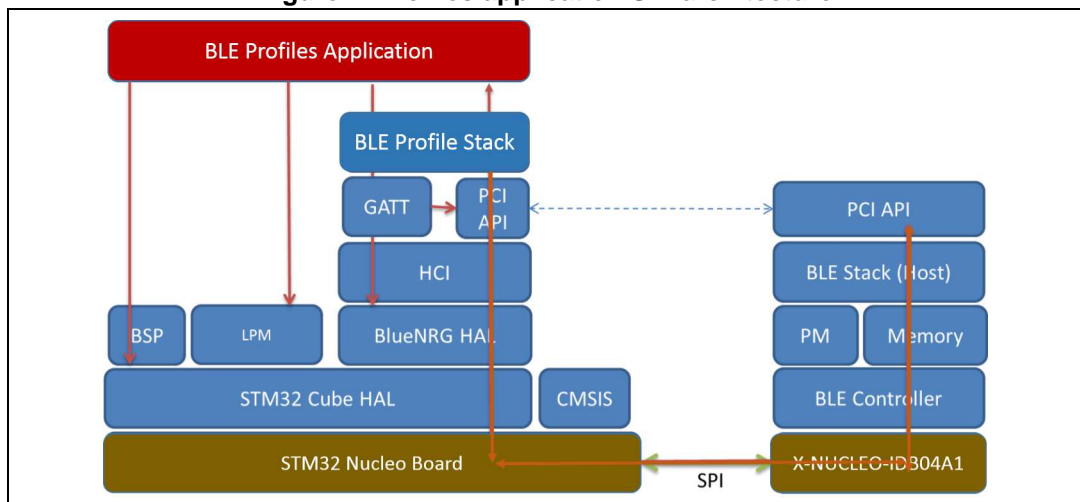 BLE Profiles Application
BLE Profile Stack
GATT
PCI
API
PCI API
HCI
BLE Stack (Host)
BSP
LPM
BlueNRG HAL
PM
Memory
STM32 Cube HAL
CMSIS
BLE Controller
STM32 Nucleo Board
SPI
X-NUCLEO-IDB04A1